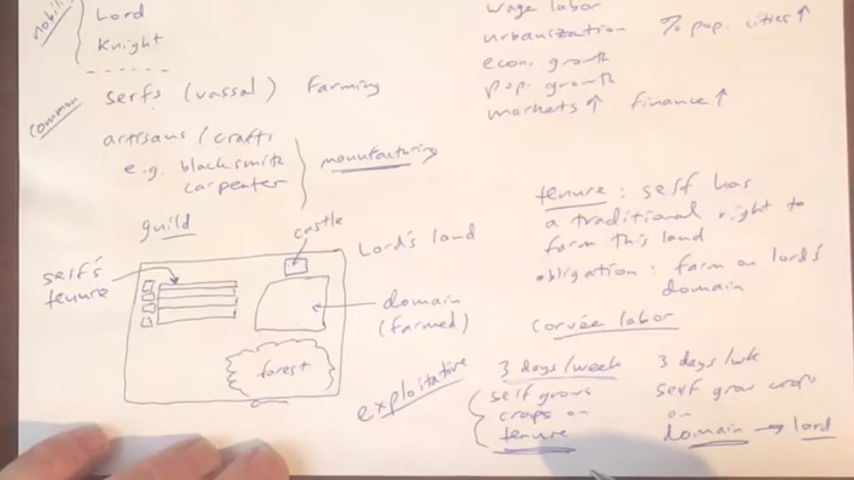 nobili
Lord
Knight
common
serfs (vassal) farming
artisans / crafts
e.g. blacksmith
carpenter
manufacturing
guild
castle
Lord's land
serf's
tenure
domain
(farmed)
forest
wage labor
urbanization % pop. cities ↑
econ. growth
pop. growth
markets ↑ finance ↑
tenure : serf has
a traditional right to
farm this land
obligation : farm on lord's
domain
corvée labor
exploitative
3 days/week
serf grows
crops on
tenure
3 days/wk
serf grow crops
on
domain → lord